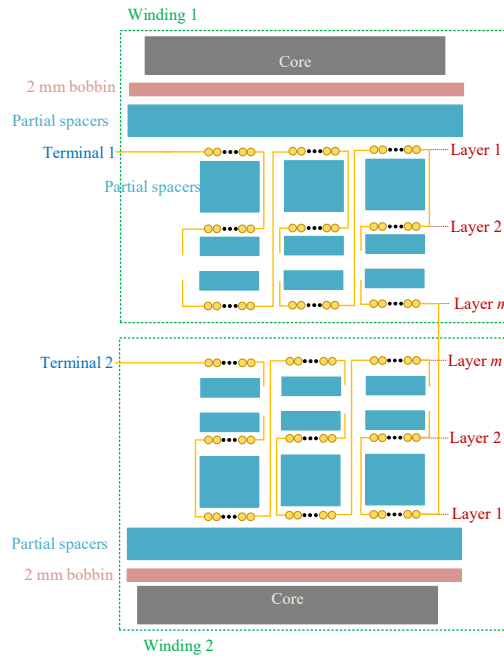 Winding 1
Core
2 mm bobbin
Partial spacers
Terminal 1
Layer 1
Partial spacers
Layer 2
Layer m
Terminal 2
Layer m
Layer 2
Layer 1
Partial spacers
2 mm bobbin
Core
Winding 2